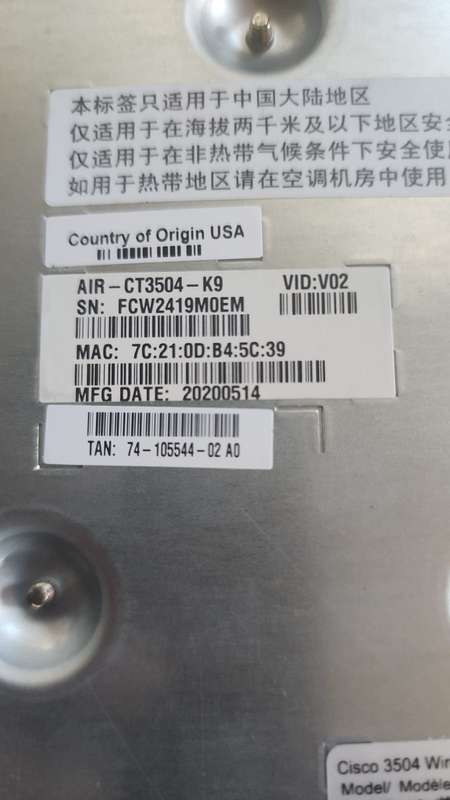 本标签只适用于中国大陆地区
仅适用于在海拔两千米及以下地区安全
仅适用于在非热带气候条件下安全使
如用于热带地区请在空调机房中使用
Country of Origin USA
AIR-CT3504-K9 VID:V02
SN: FCW2419M0EM
MAC: 7C:21:0D:B4:5C:39
MFG DATE: 20200514
TAN: 74-105544-02 A0
Cisco 3504
Model/ Modèle